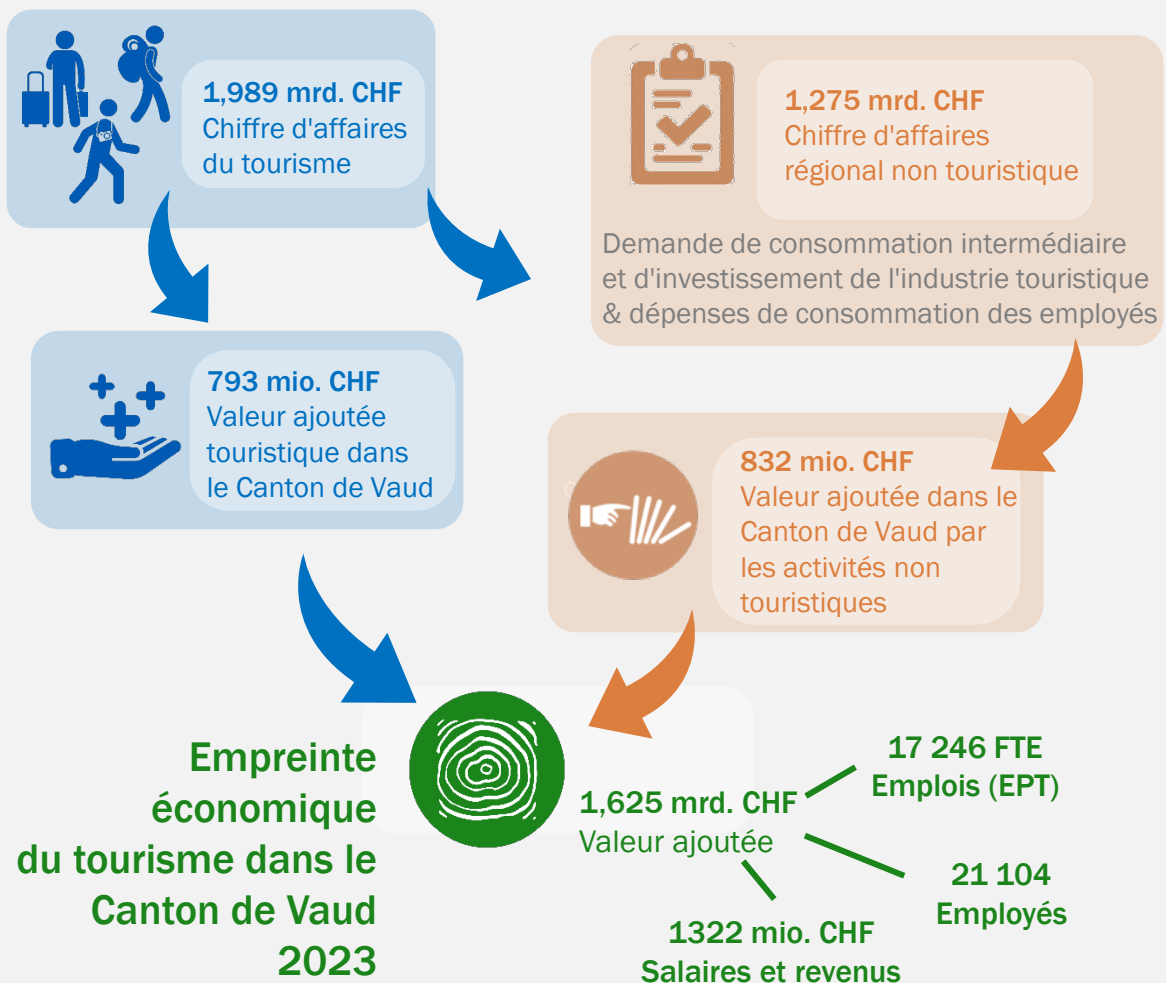 1,989 mrd. CHF
Chiffre d'affaires
du tourisme
1,275 mrd. CHF
Chiffre d'affaires
régional non touristique
Demande de consommation intermédiaire
et d'investissement de l'industrie touristique
& dépenses de consommation des employés
793 mio. CHF
Valeur ajoutée
touristique dans
le Canton de Vaud
832 mio. CHF
Valeur ajoutée dans le
Canton de Vaud par
les activités non
touristiques
Empreinte
économique
du tourisme dans le
Canton de Vaud
2023
1,625 mrd. CHF
Valeur ajoutée
17 246 FTE
Emplois (EPT)
21 104
Employés
1322 mio. CHF
Salaires et revenus